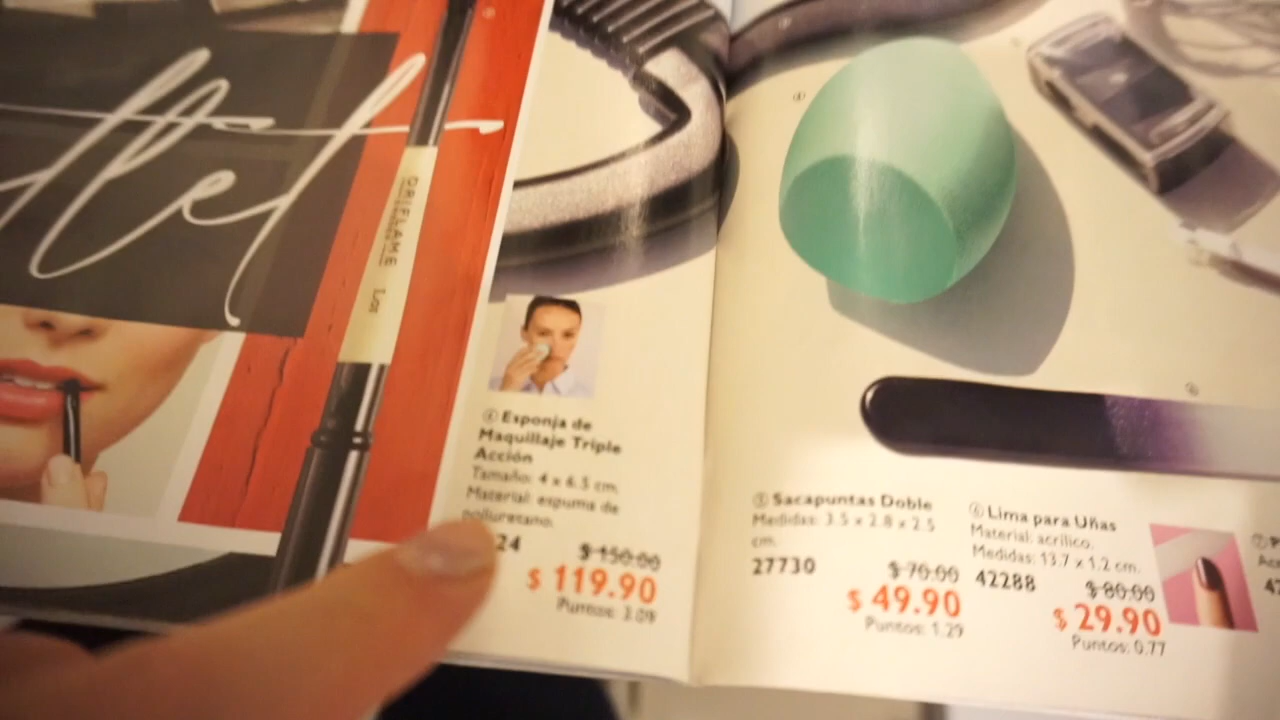 ORIFLAME
④ Esponja de
Maquillaje Triple
Acción
Tamaño: 4 x 6.5 cm.
Material: espuma de
poliuretano.
24
$ 150.00
$ 119.90
Puntos: 3.09
⑤ Sacapuntas Doble
Medidas: 3.5 x 2.8 x 2.5
cm.
27730
$ 70.00
$ 49.90
Puntos: 1.29
⑥ Lima para Uñas
Material: acrílico.
Medidas: 13.7 x 1.2 cm.
42288
$ 80.00
$ 29.90
Puntos: 0.77